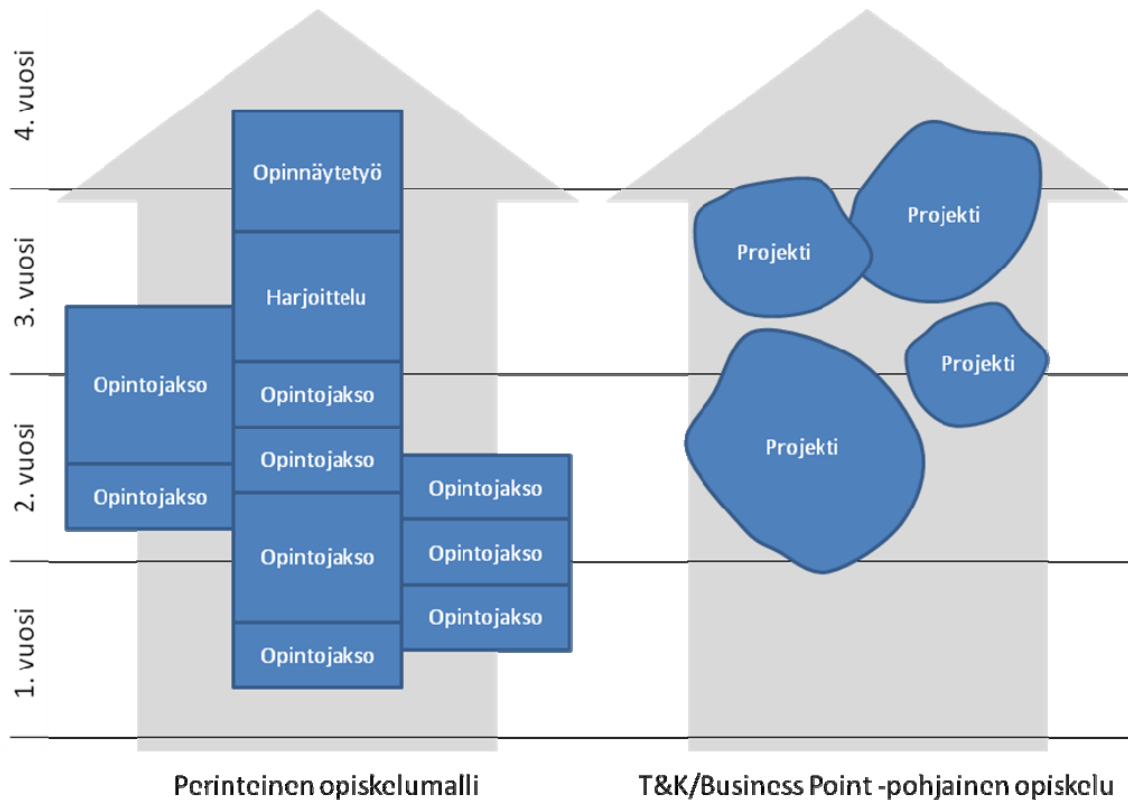 4. vuosi
3. vuosi
2. vuosi
1. vuosi
Opinnäytetyö
Harjoittelu
Opintojakso
Opintojakso
Opintojakso
Opintojakso
Opintojakso
Opintojakso
Opintojakso
Opintojakso
Opintojakso
Perinteinen opiskelumalli
Projekti
Projekti
Projekti
Projekti
T&K/Business Point -pohjainen opiskelu